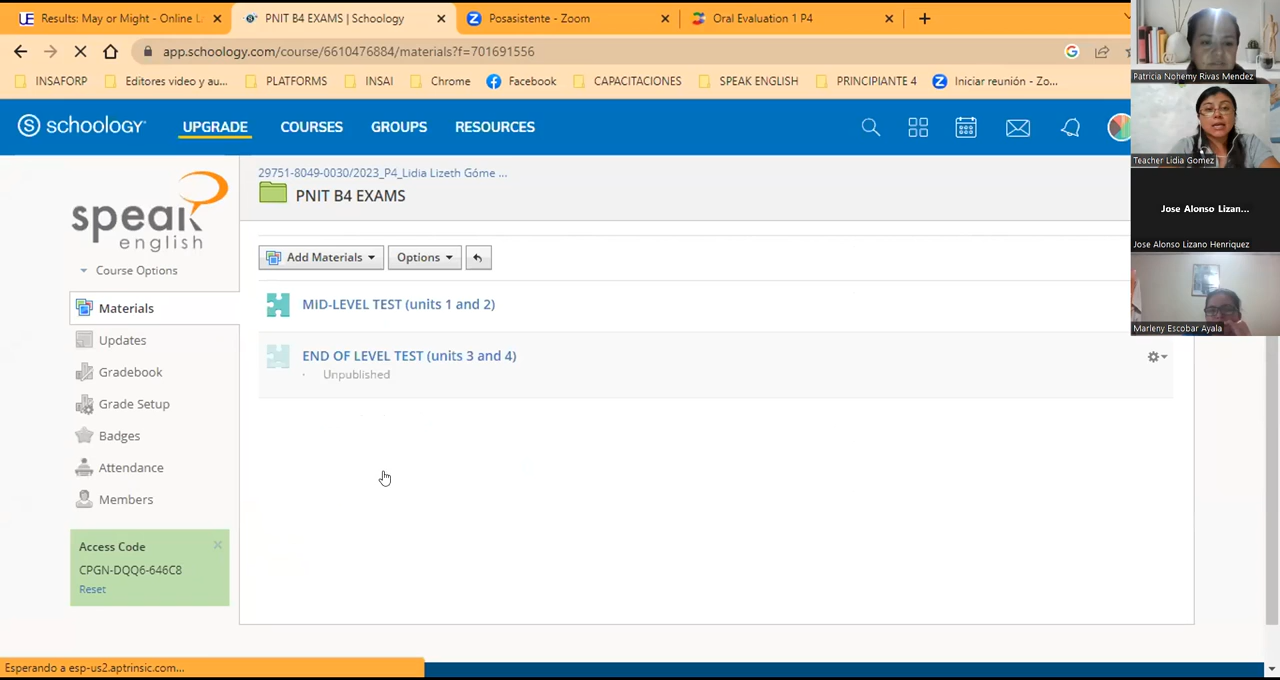 Results: May or Might - Online L
PNIT B4 EXAMS | Schoology
Posasistente - Zoom
Oral Evaluation 1 P4
app.schoology.com/course/6610476884/materials?f=701691556
INSAFORP
Editores video y au...
PLATFORMS
INSAI
Chrome
Facebook
CAPACITACIONES
SPEAK ENGLISH
PRINCIPIANTE 4
Iniciar reunión - Zo...
Patricia Nohemy Rivas Mendez
S schoology
UPGRADE
COURSES
GROUPS
RESOURCES
Teacher Lidia Gomez
29751-8049-0030/2023_P4_Lidia Lizeth Góme ...
PNIT B4 EXAMS
Jose Alonso Lizan...
Jose Alonso Lizano Henriquez
speak
english
Course Options
Add Materials
Options
Materials
Updates
Gradebook
Grade Setup
Badges
Attendance
Members
MID-LEVEL TEST (units 1 and 2)
END OF LEVEL TEST (units 3 and 4)
· Unpublished
Marleny Escobar Ayala
Access Code
CPGN-DQQ6-646C8
Reset
Esperando a esp-us2.aptrinsic.com...